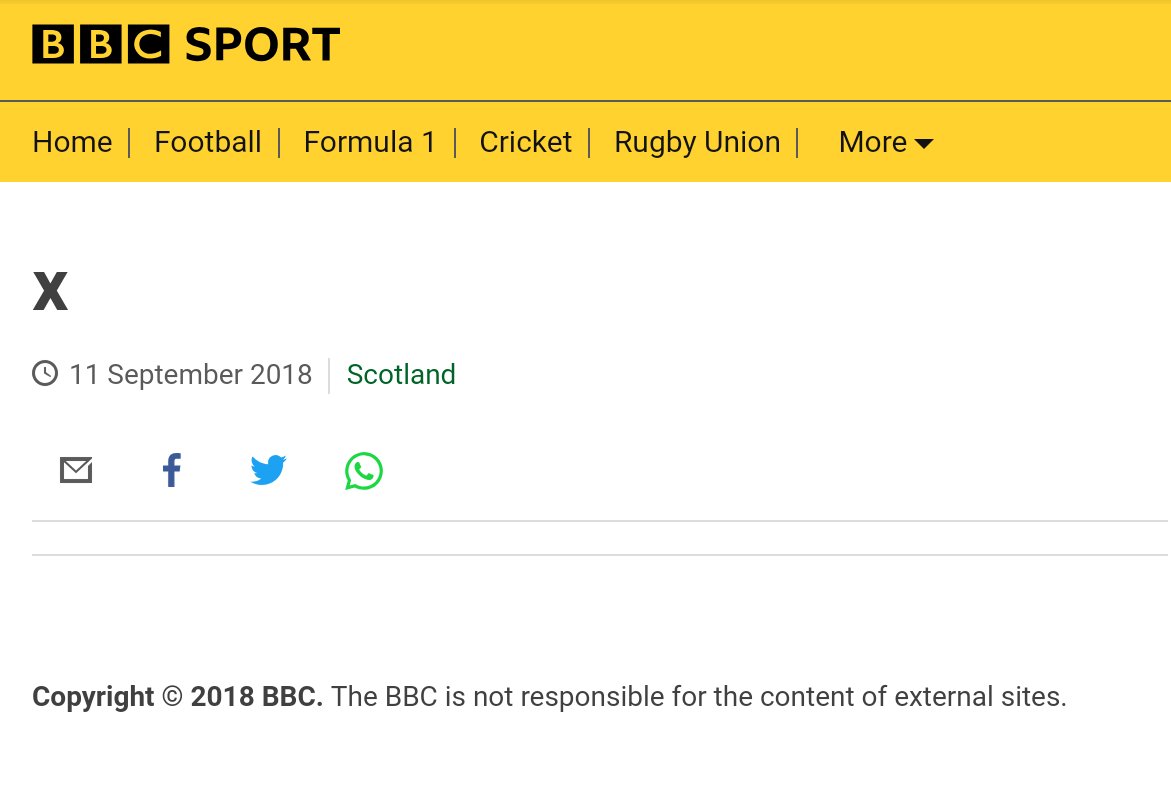 BBC SPORT
Home | Football | Formula 1 | Cricket | Rugby Union | More
X
11 September 2018 | Scotland
Copyright © 2018 BBC. The BBC is not responsible for the content of external sites.